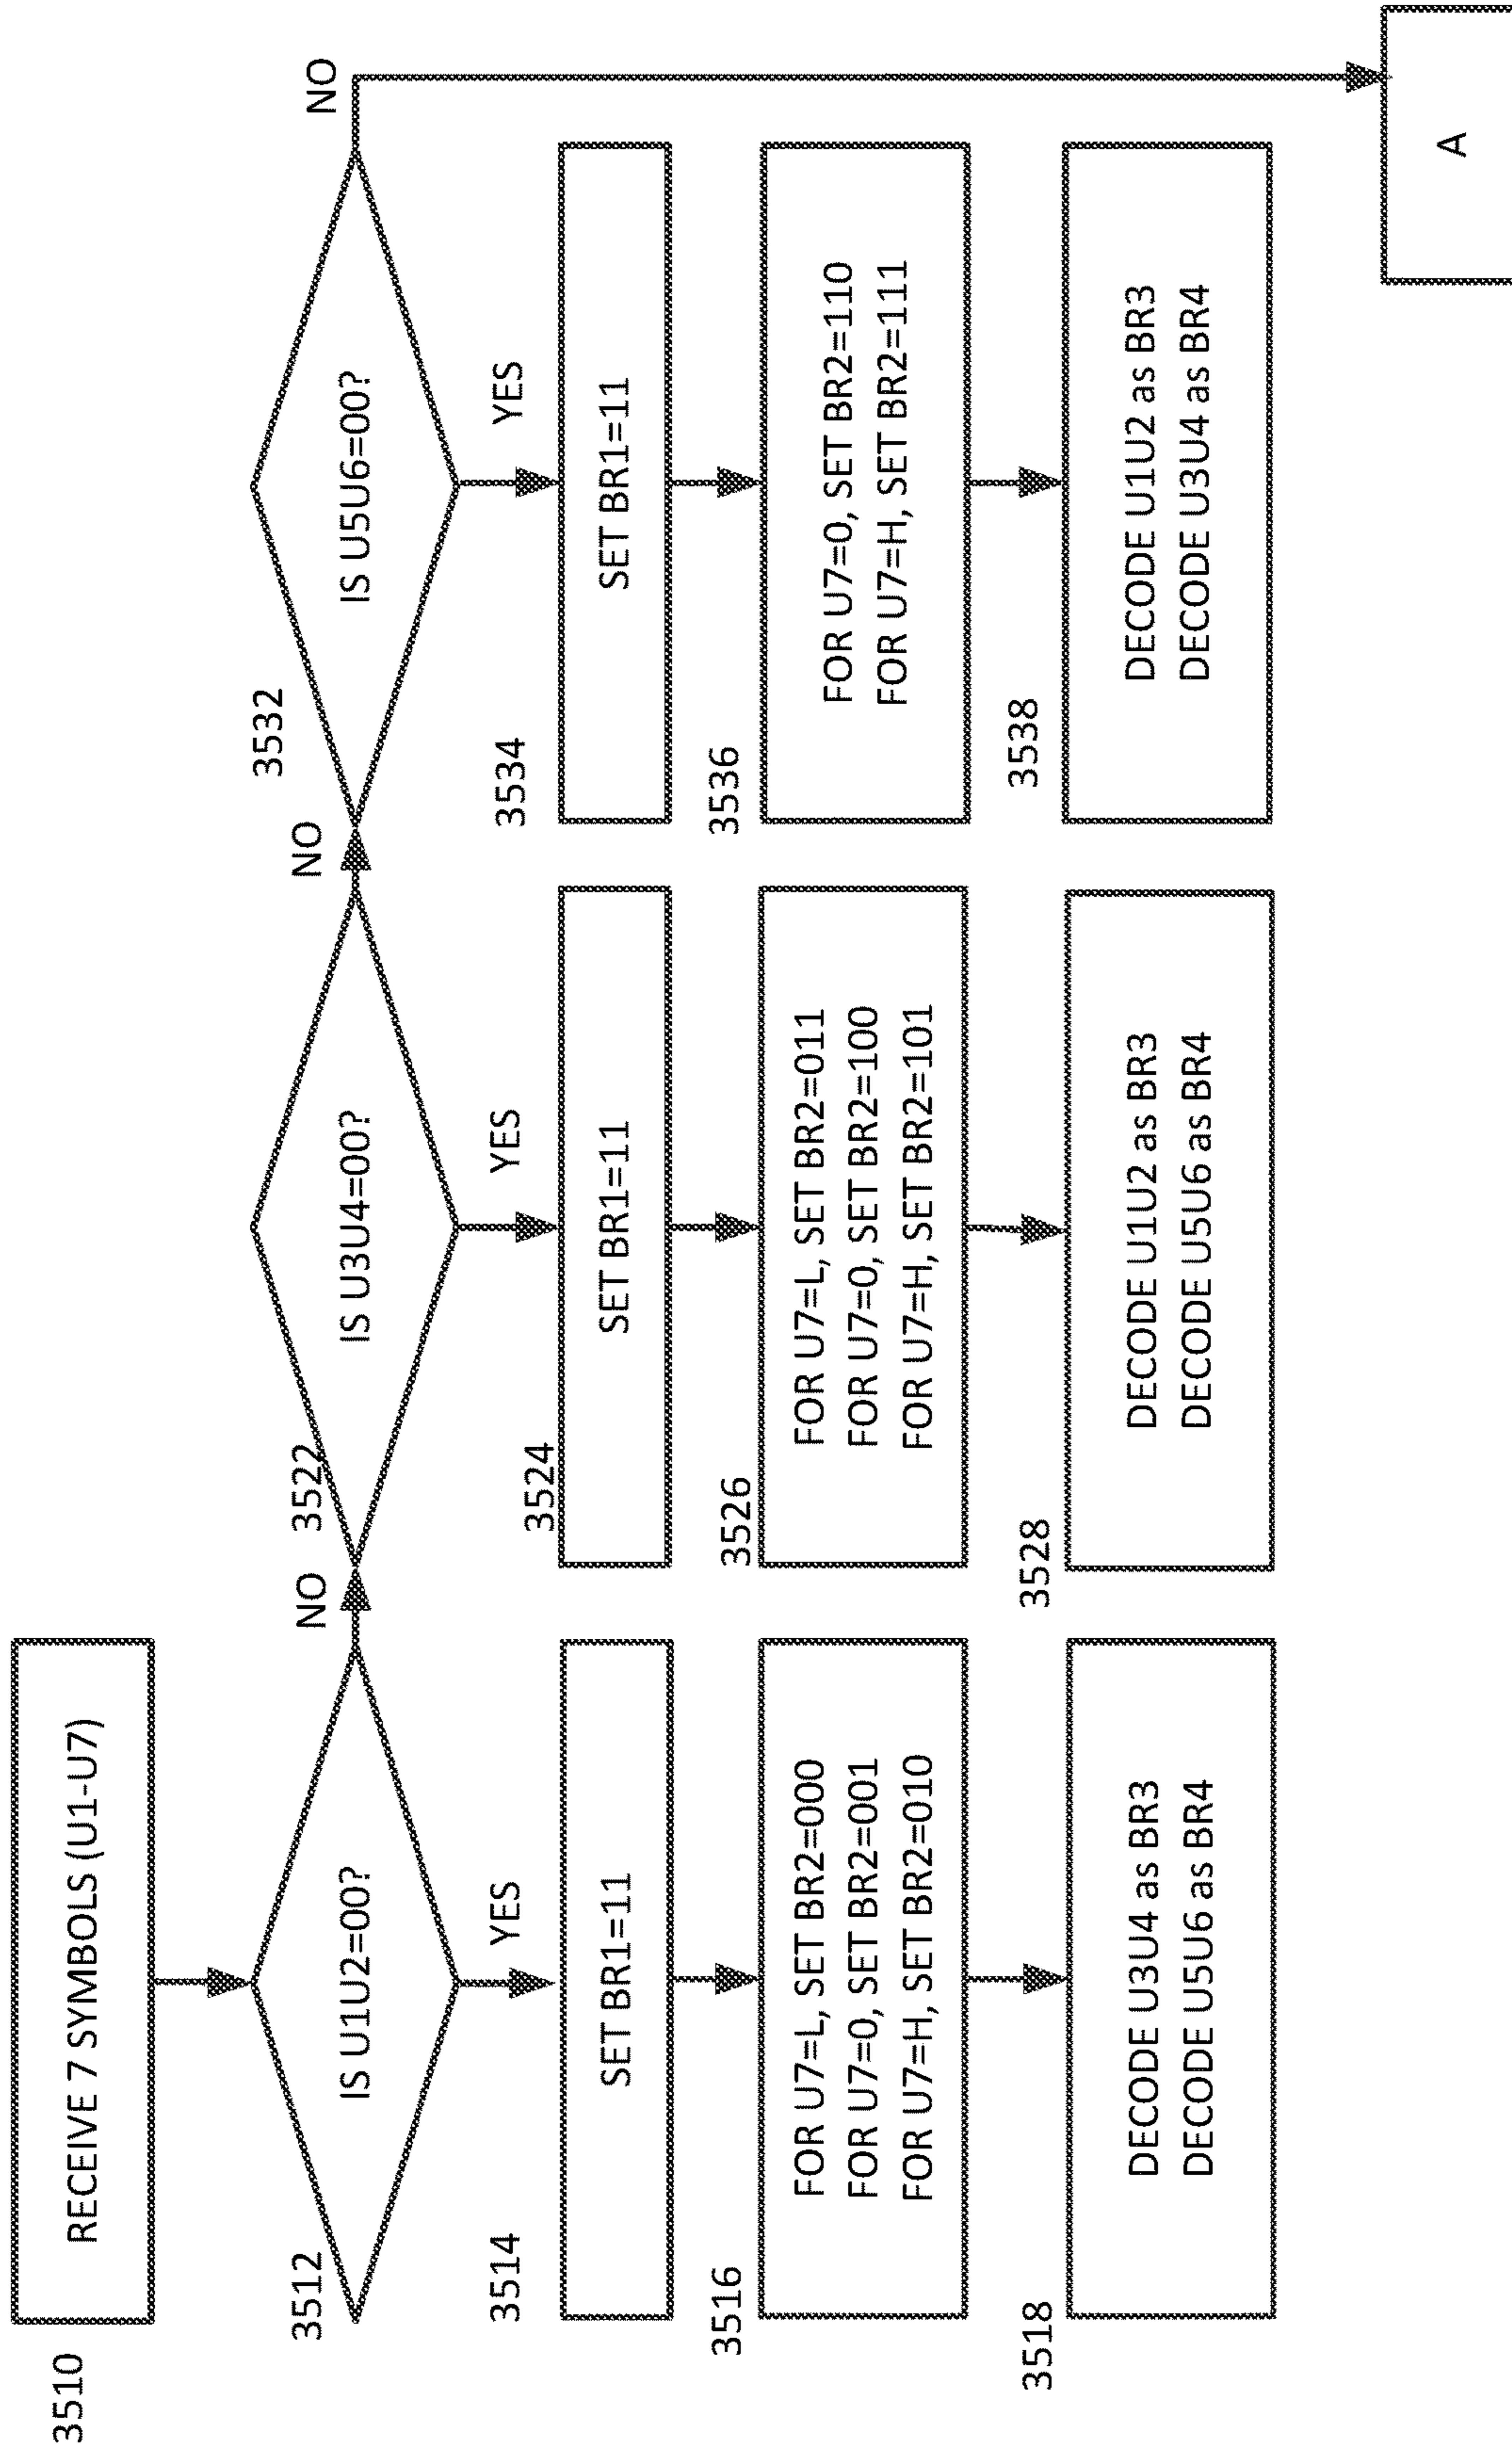 3510
RECEIVE 7 SYMBOLS (U1-U7)
3512
IS U1U2=00?
NO
YES
3514
SET BR1=11
3516
FOR U7=L, SET BR2=000
FOR U7=0, SET BR2=001
FOR U7=H, SET BR2=010
3518
DECODE U3U4 as BR3
DECODE U5U6 as BR4
3522
IS U3U4=00?
NO
YES
3524
SET BR1=11
3526
FOR U7=L, SET BR2=011
FOR U7=0, SET BR2=100
FOR U7=H, SET BR2=101
3528
DECODE U1U2 as BR3
DECODE U5U6 as BR4
3532
IS U5U6=00?
NO
YES
3534
SET BR1=11
3536
FOR U7=0, SET BR2=110
FOR U7=H, SET BR2=111
3538
DECODE U1U2 as BR3
DECODE U3U4 as BR4
A